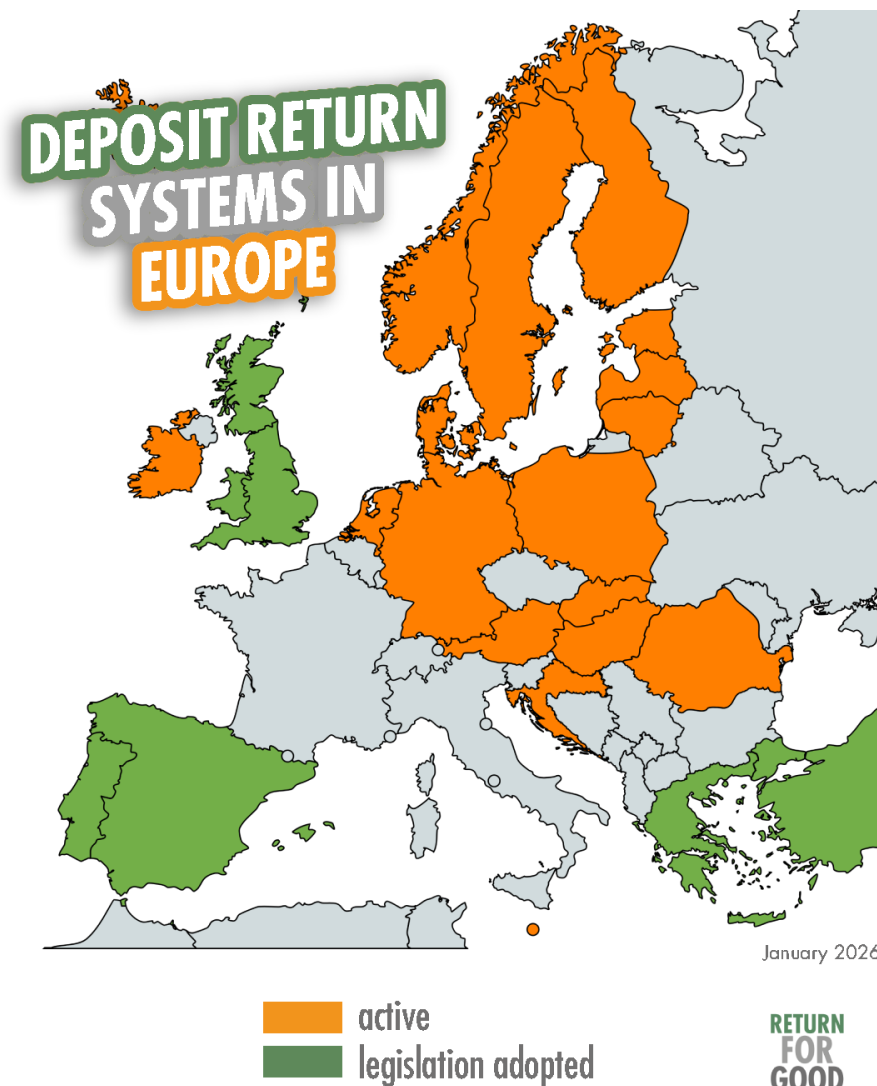 DEPOSIT RETURN
SYSTEMS IN
EUROPE
January 2026
active
legislation adopted
RETURN
FOR
GOOD